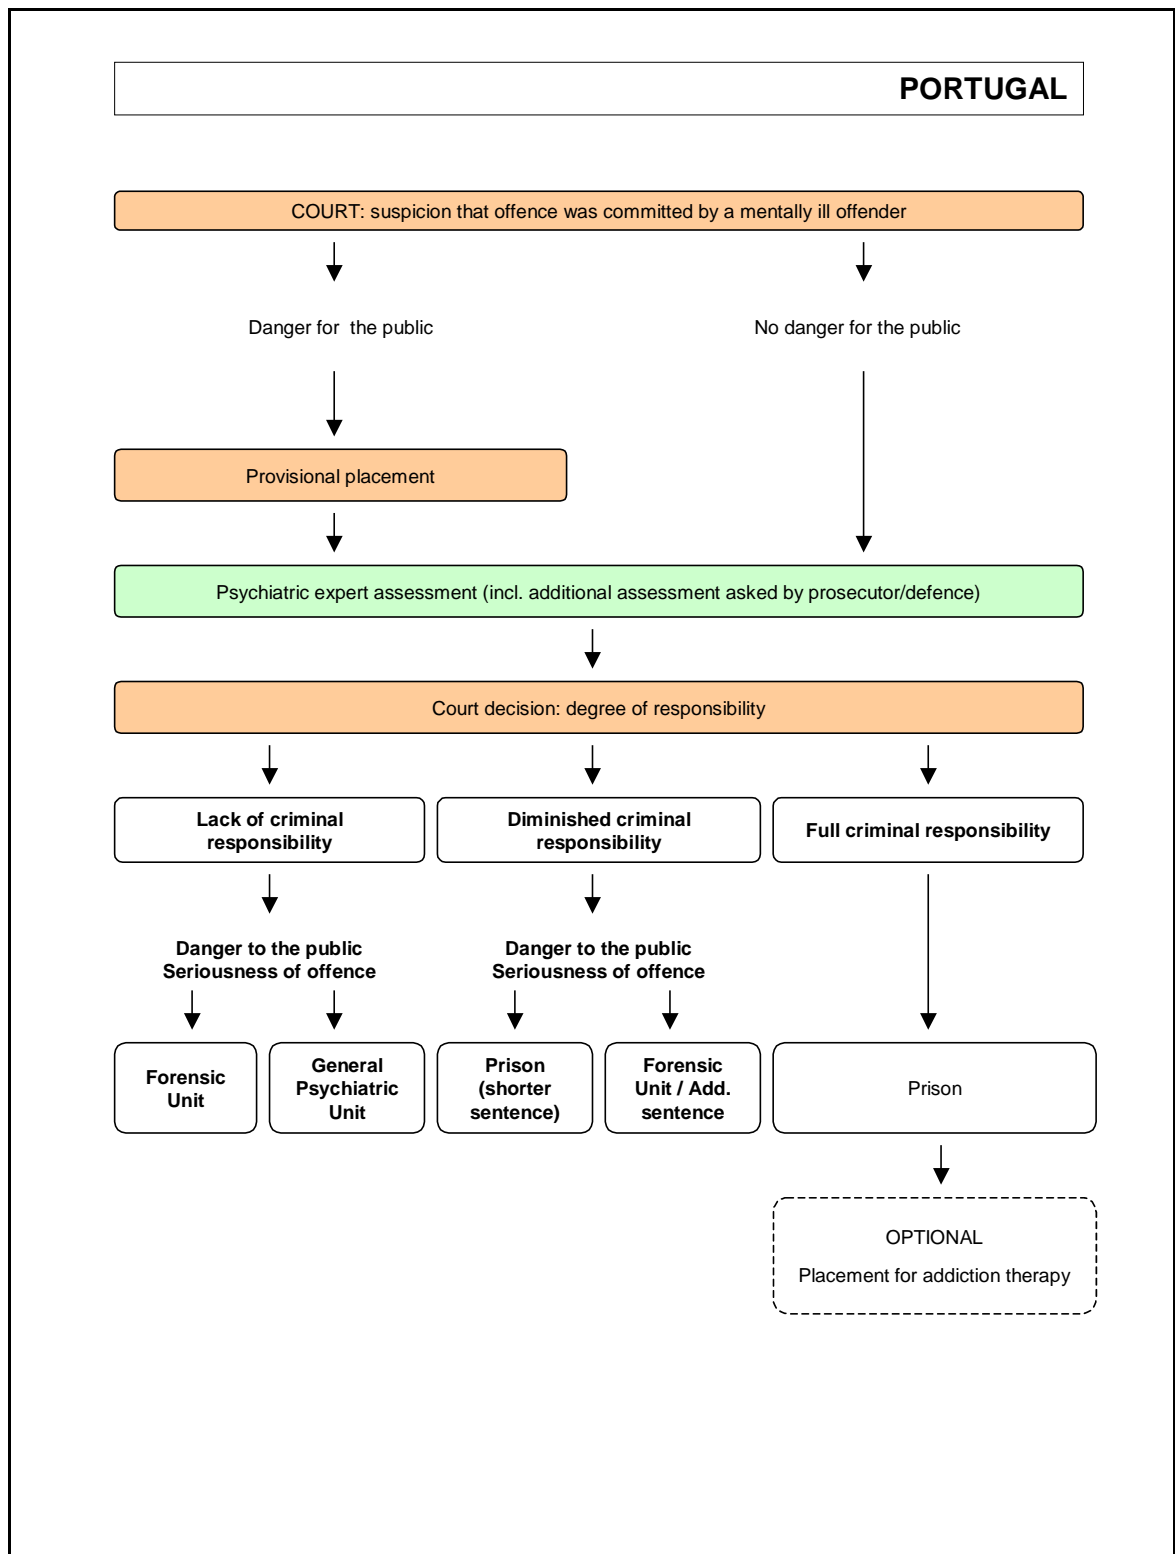 PORTUGAL
COURT: suspicion that offence was committed by a mentally ill offender
Danger for the public
No danger for the public
Provisional placement
Psychiatric expert assessment (incl. additional assessment asked by prosecutor/defence)
Court decision: degree of responsibility
Lack of criminal
responsibility
Diminished criminal
responsibility
Full criminal responsibility
Danger to the public
Seriousness of offence
Danger to the public
Seriousness of offence
Forensic
Unit
General
Psychiatric
Unit
Prison
(shorter
sentence)
Forensic
Unit / Add.
sentence
Prison
OPTIONAL
Placement for addiction therapy